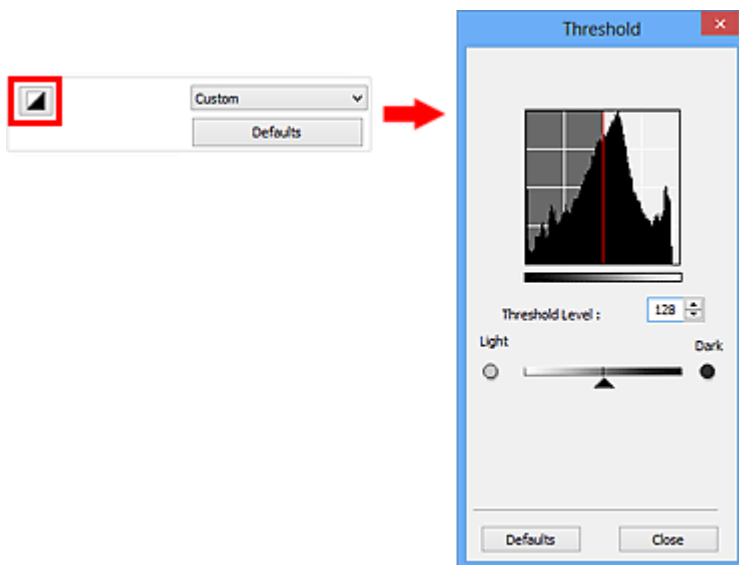 Threshold
Custom
Defaults
Threshold Level :
128
Light
Dark
Defaults
Close